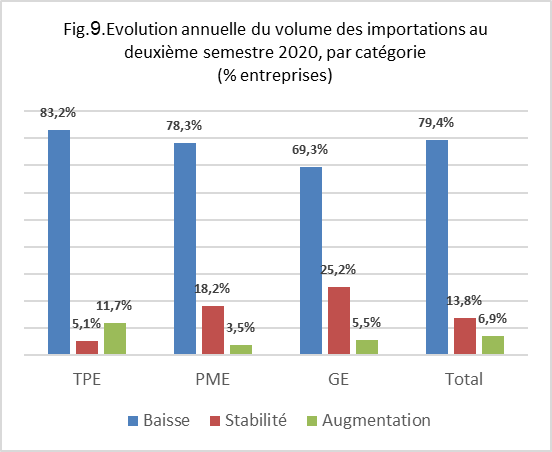 Fig.9.Evolution annuelle du volume des importations au
deuxième semestre 2020, par catégorie
(% entreprises)
83,2%
5,1%
11,7%
78,3%
18,2%
3,5%
69,3%
25,2%
5,5%
79,4%
13,8%
6,9%
TPE PME GE Total
Baisse Stabilité Augmentation